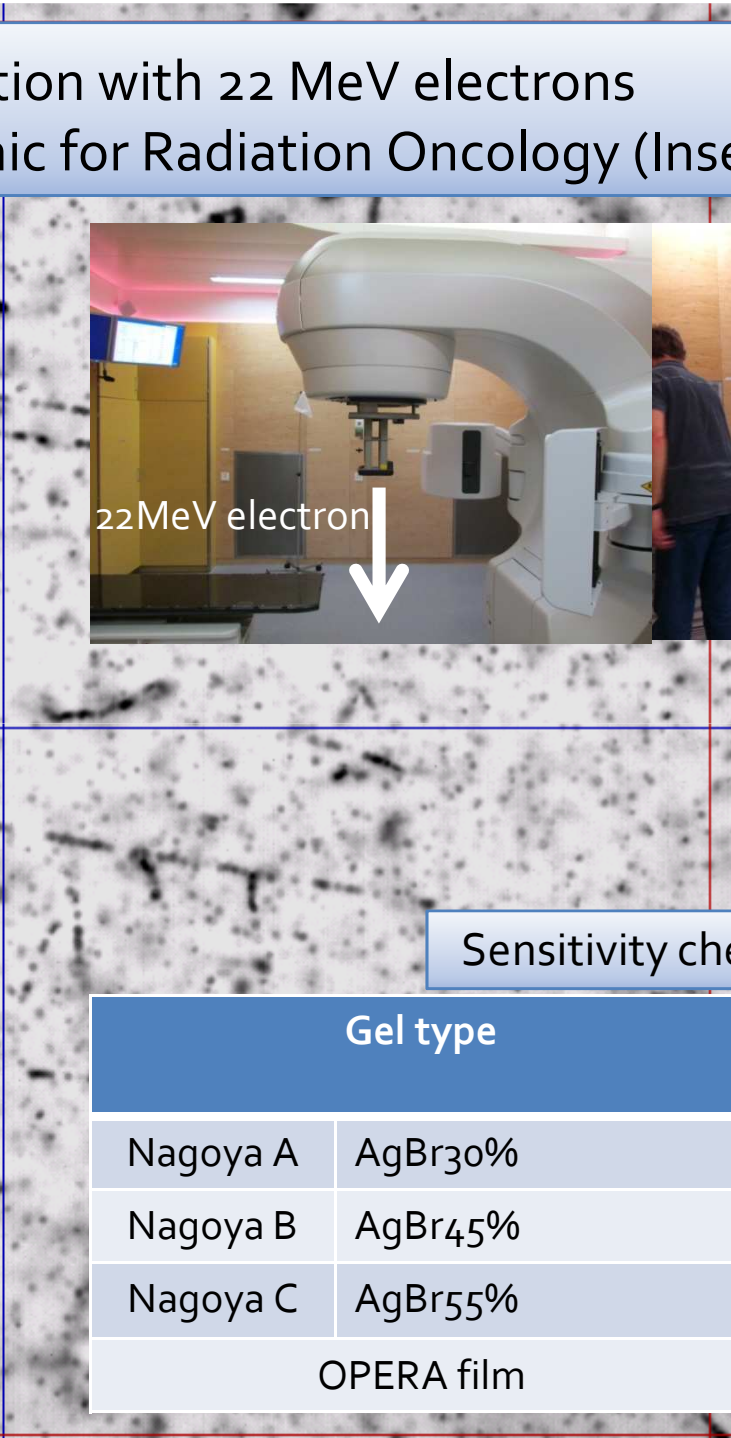 tion with 22 MeV electrons
nic for Radiation Oncology (Inse
22MeV electron
Sensitivity che
Gel type
Nagoya A AgBr30%
Nagoya B AgBr45%
Nagoya C AgBr55%
OPERA film